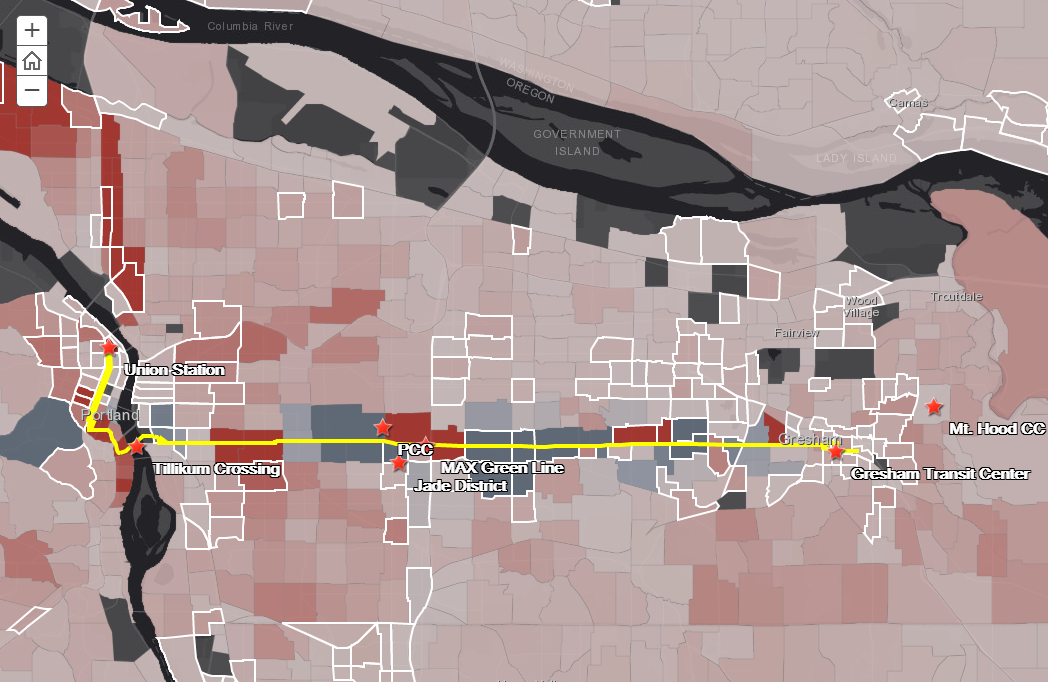 +
−
Columbia River
WASHINGTON
OREGON
GOVERNMENT
ISLAND
Camas
LADY ISLAND
Troutdale
Wood
Village
Fairview
Union Station
Portland
Mt. Hood CC
Gresham
PCC
Tillikum Crossing
MAX Green Line
Gresham Transit Center
Jade District